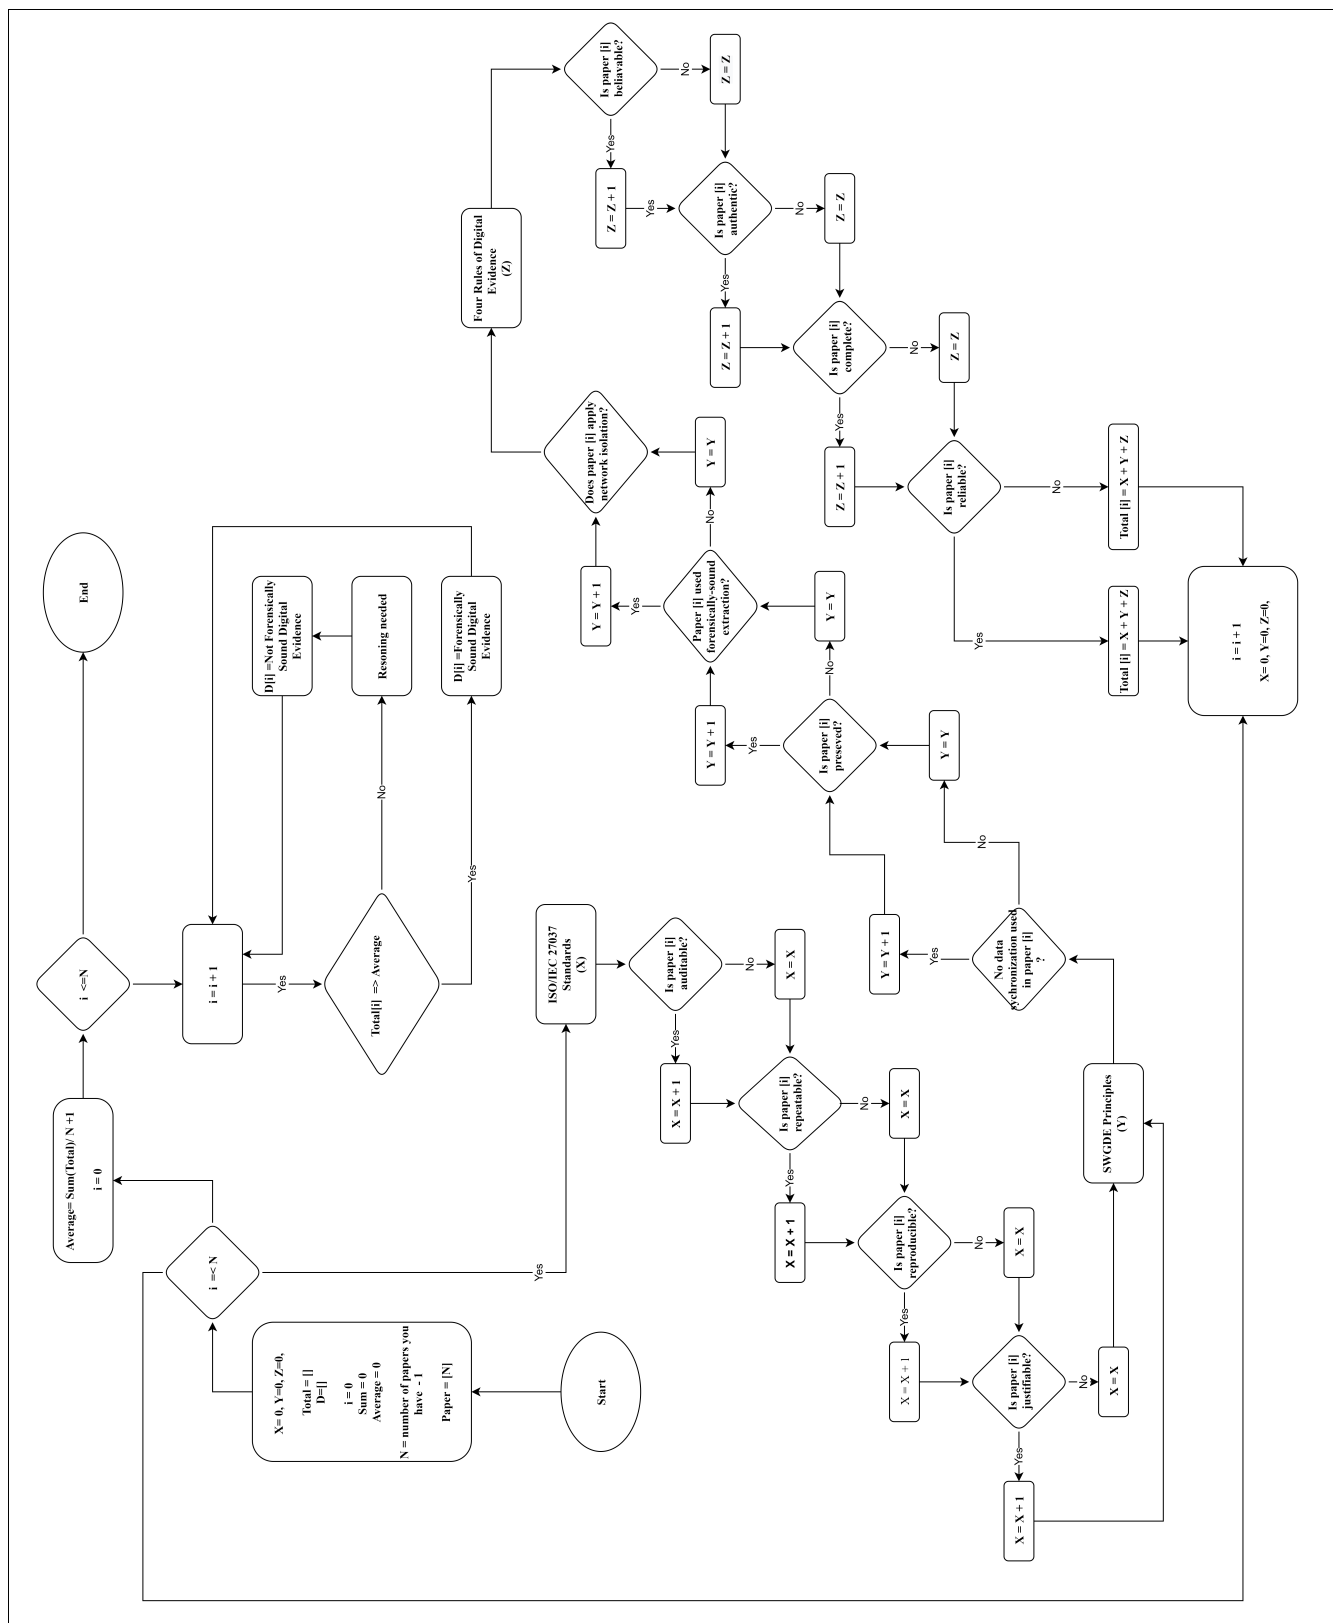 Start
X= 0, Y=0, Z=0,
Total = []
D=[]
i = 0
Sum = 0
Average = 0
N = number of papers you
have - 1
Paper = [N]
i =< N
Average= Sum(Total)/ N +1
i = 0
i <=N
End
i = i + 1
Yes
Total[i] => Average
No
Yes
Resoning needed
D[i] =Not Forensically
Sound Digital
Evidence
D[i] =Forensically
Sound Digital
Evidence
Yes
ISO/IEC 27037
Standards
(X)
Is paper [i]
auditable?
Yes
No
X = X + 1
X = X
Is paper [i]
repeatable?
Yes
No
X = X + 1
X = X
Is paper [i]
reproducible?
Yes
No
X = X + 1
X = X
Is paper [i]
justifiable?
Yes
No
X = X + 1
X = X
SWGDE Principles
(Y)
No data
sychronization used
in paper [i]
?
Yes
No
Y = Y + 1
Y = Y
Is paper [i]
preseved?
Yes
No
Y = Y + 1
Y = Y
Paper [i] used
forensically-sound
extraction?
Yes
No
Y = Y + 1
Y = Y
Does paper [i] apply
network isolation?
Four Rules of Digital
Evidence
(Z)
Is paper [i]
beliavable?
Yes
No
Z = Z + 1
Z = Z
Yes
Is paper [i]
authentic?
Yes
No
Z = Z + 1
Z = Z
Is paper [i]
complete?
Yes
No
Z = Z + 1
Z = Z
Is paper [i]
reliable?
Yes
No
Total [i] = X + Y + Z
Total [i] = X + Y + Z
i = i + 1
X= 0, Y=0, Z=0,